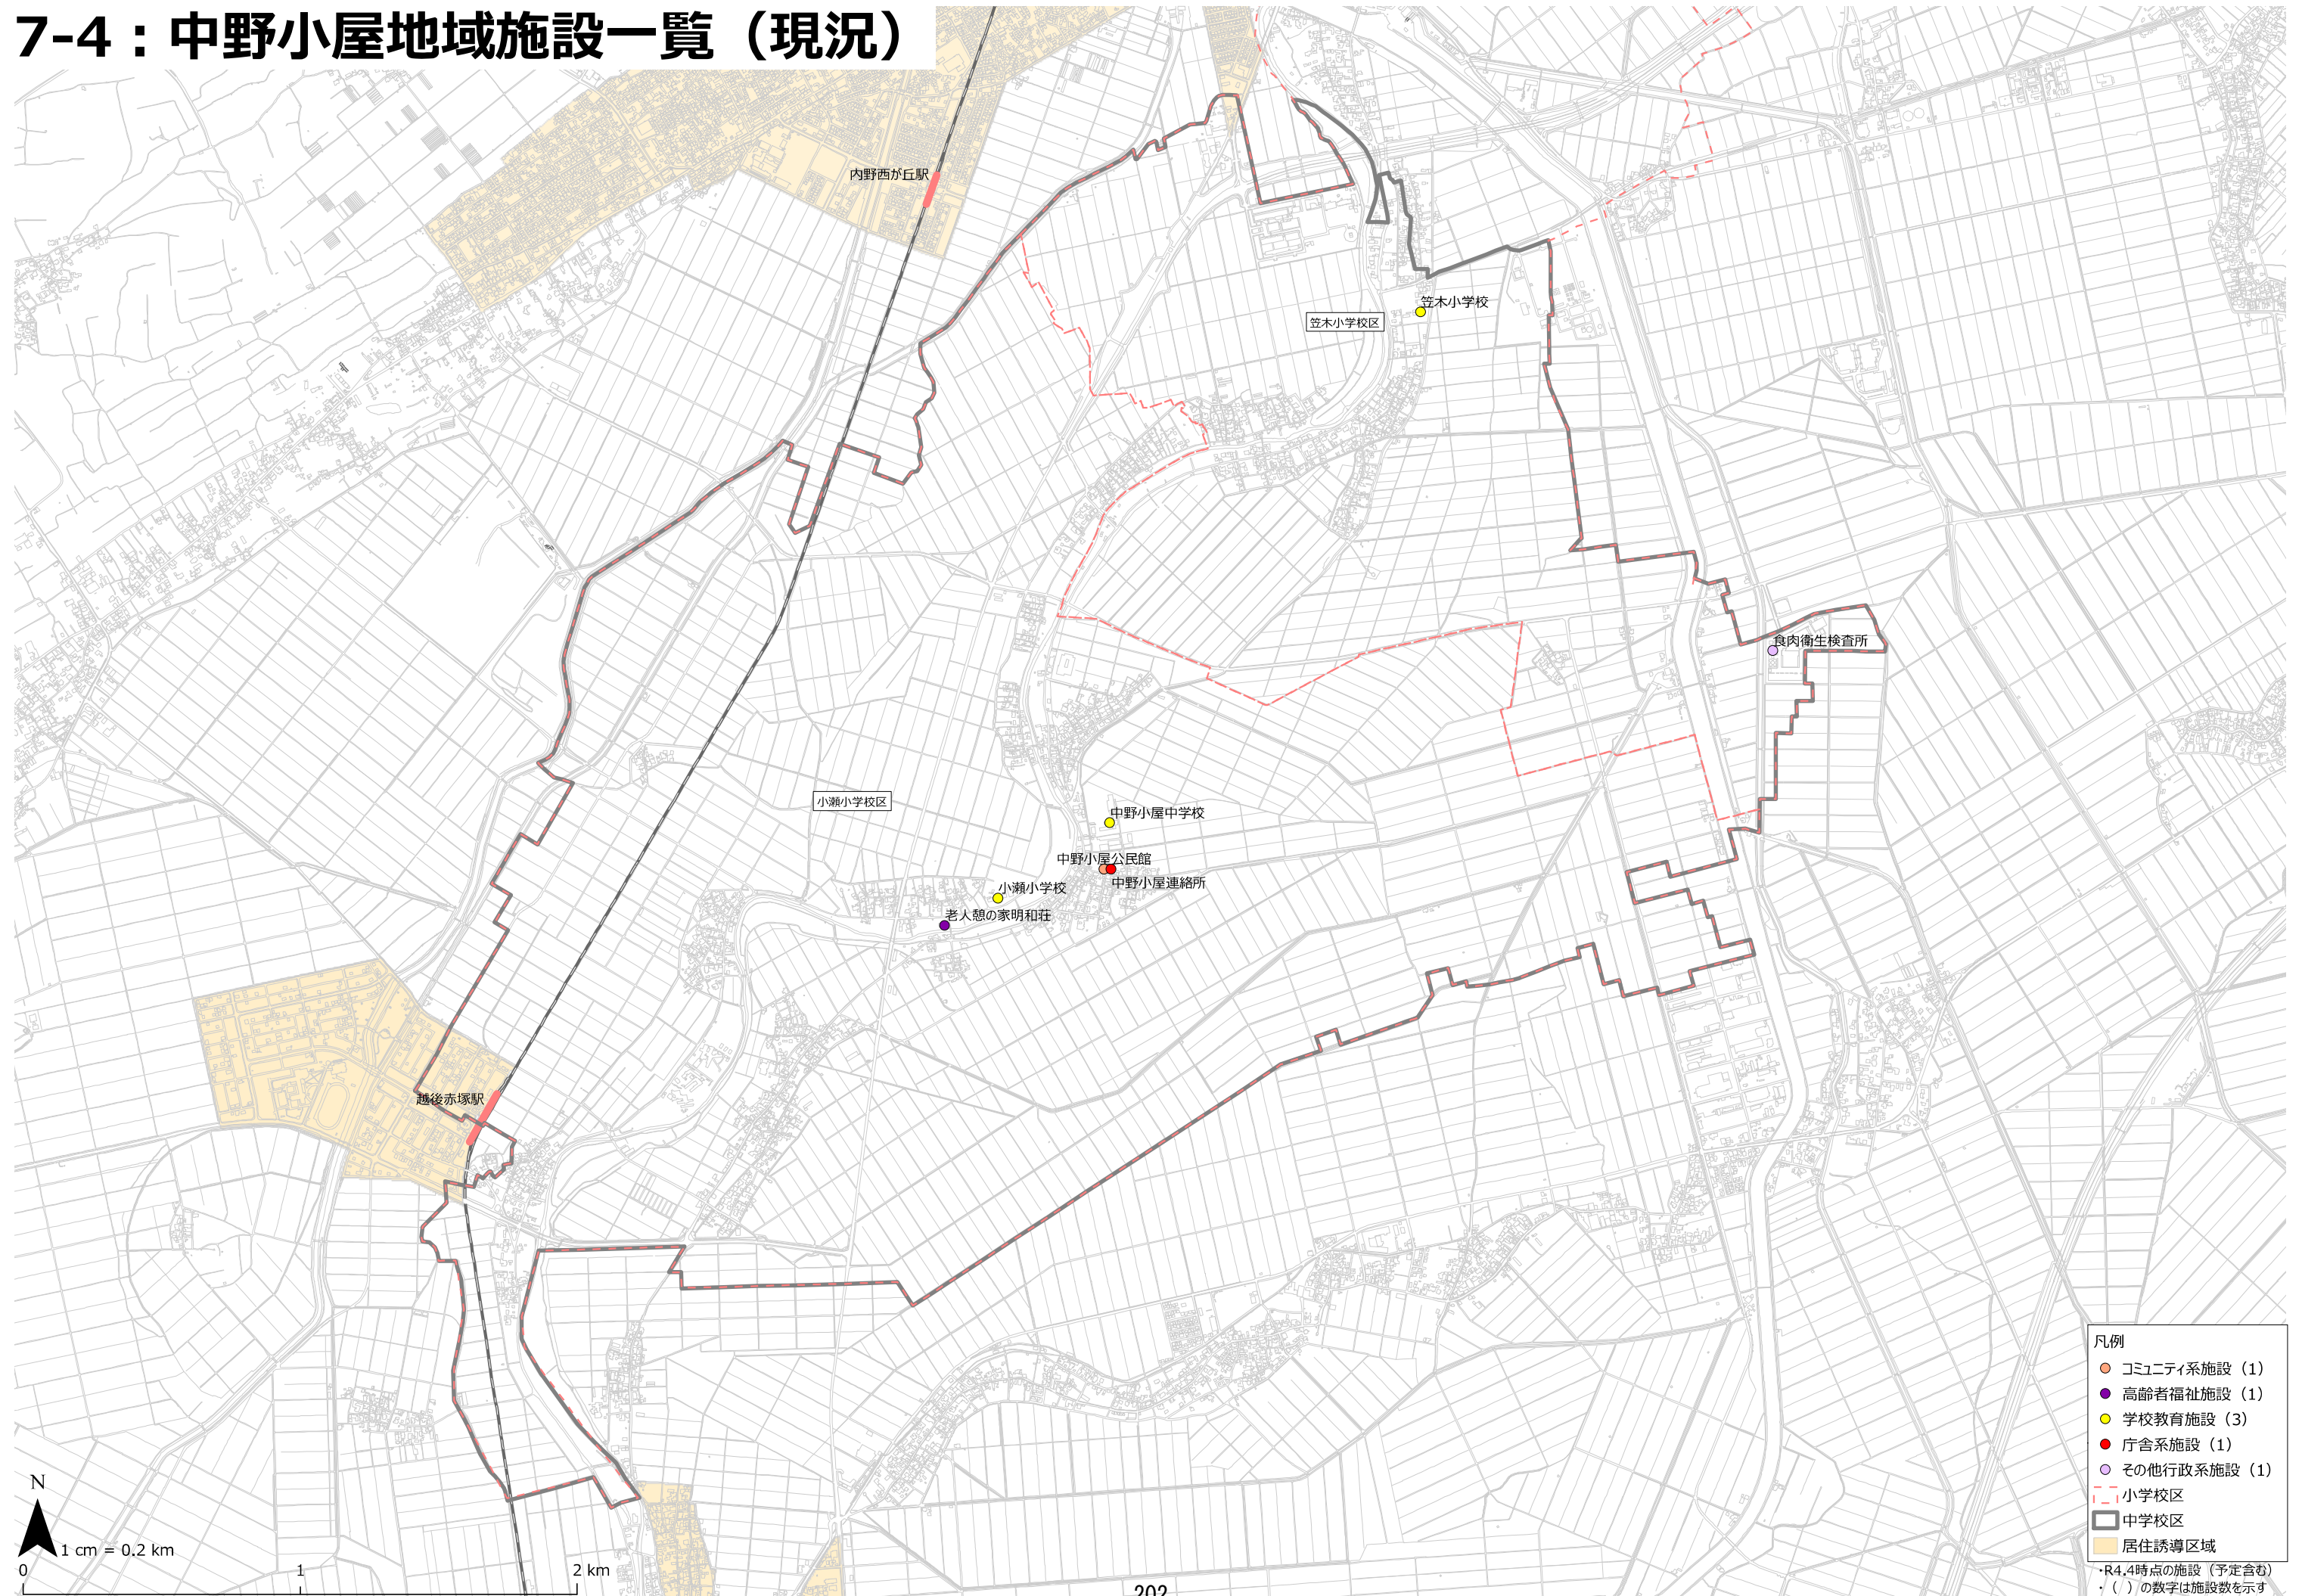 7-4：中野小屋地域施設一覧（現況）
内野西が丘駅
笠木小学校
笠木小学校区
食肉衛生検査所
小瀬小学校区
中野小屋中学校
中野小屋公民館
中野小屋連絡所
小瀬小学校
老人憩の家明和荘
越後赤塚駅
凡例
コミュニティ系施設（1）
高齢者福祉施設（1）
学校教育施設（3）
庁舎系施設（1）
その他行政系施設（1）
小学校区
中学校区
居住誘導区域
・R4.4時点の施設（予定含む）
・（ ）の数字は施設数を示す
N
1 cm = 0.2 km
0 1 2 km
202